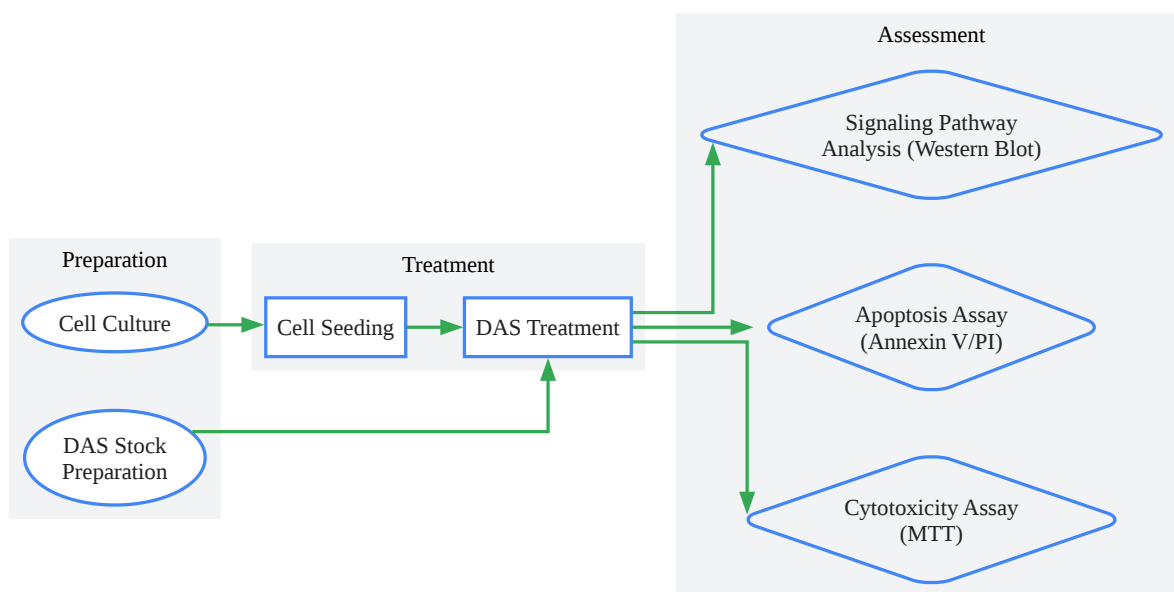 Preparation
Cell Culture
DAS Stock
Preparation
Treatment
Cell Seeding
DAS Treatment
Assessment
Signaling Pathway
Analysis (Western Blot)
Apoptosis Assay
(Annexin V/PI)
Cytotoxicity Assay
(MTT)